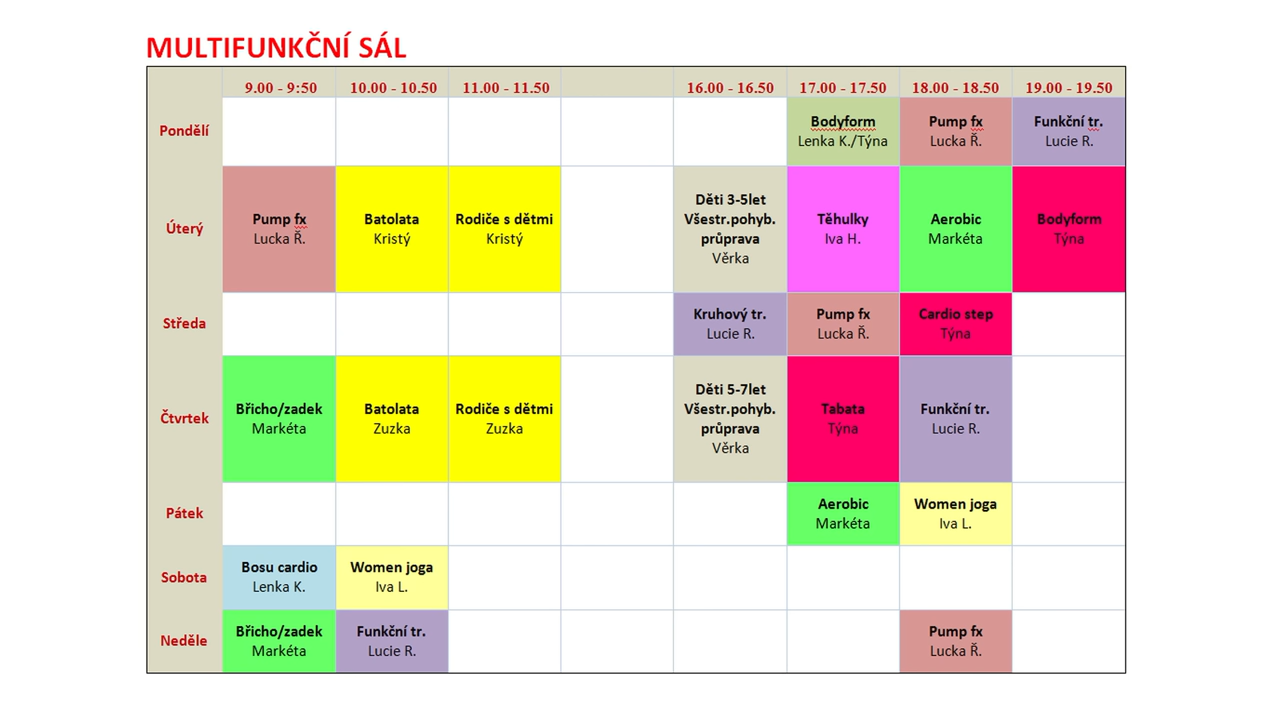 MULTIFUNKČNÍ SÁL
9.00 - 9:50 10.00 - 10.50 11.00 - 11.50 16.00 - 16.50 17.00 - 17.50 18.00 - 18.50 19.00 - 19.50
Pondělí
Bodyform
Lenka K./Týna
Pump fx
Lucka Ř.
Funkční tr.
Lucie R.
Úterý
Pump fx
Lucka Ř.
Batolata
Kristý
Rodiče s dětmi
Kristý
Děti 3-5let
Všestr.pohyb.
průprava
Věrka
Těhulky
Iva H.
Aerobic
Markéta
Bodyform
Týna
Středa
Kruhový tr.
Lucie R.
Pump fx
Lucka Ř.
Cardio step
Týna
Čtvrtek
Břicho/zadek
Markéta
Batolata
Zuzka
Rodiče s dětmi
Zuzka
Děti 5-7let
Všestr.pohyb.
průprava
Věrka
Tabata
Týna
Funkční tr.
Lucie R.
Pátek
Aerobic
Markéta
Women joga
Iva L.
Sobota
Bosu cardio
Lenka K.
Women joga
Iva L.
Neděle
Břicho/zadek
Markéta
Funkční tr.
Lucie R.
Pump fx
Lucka Ř.